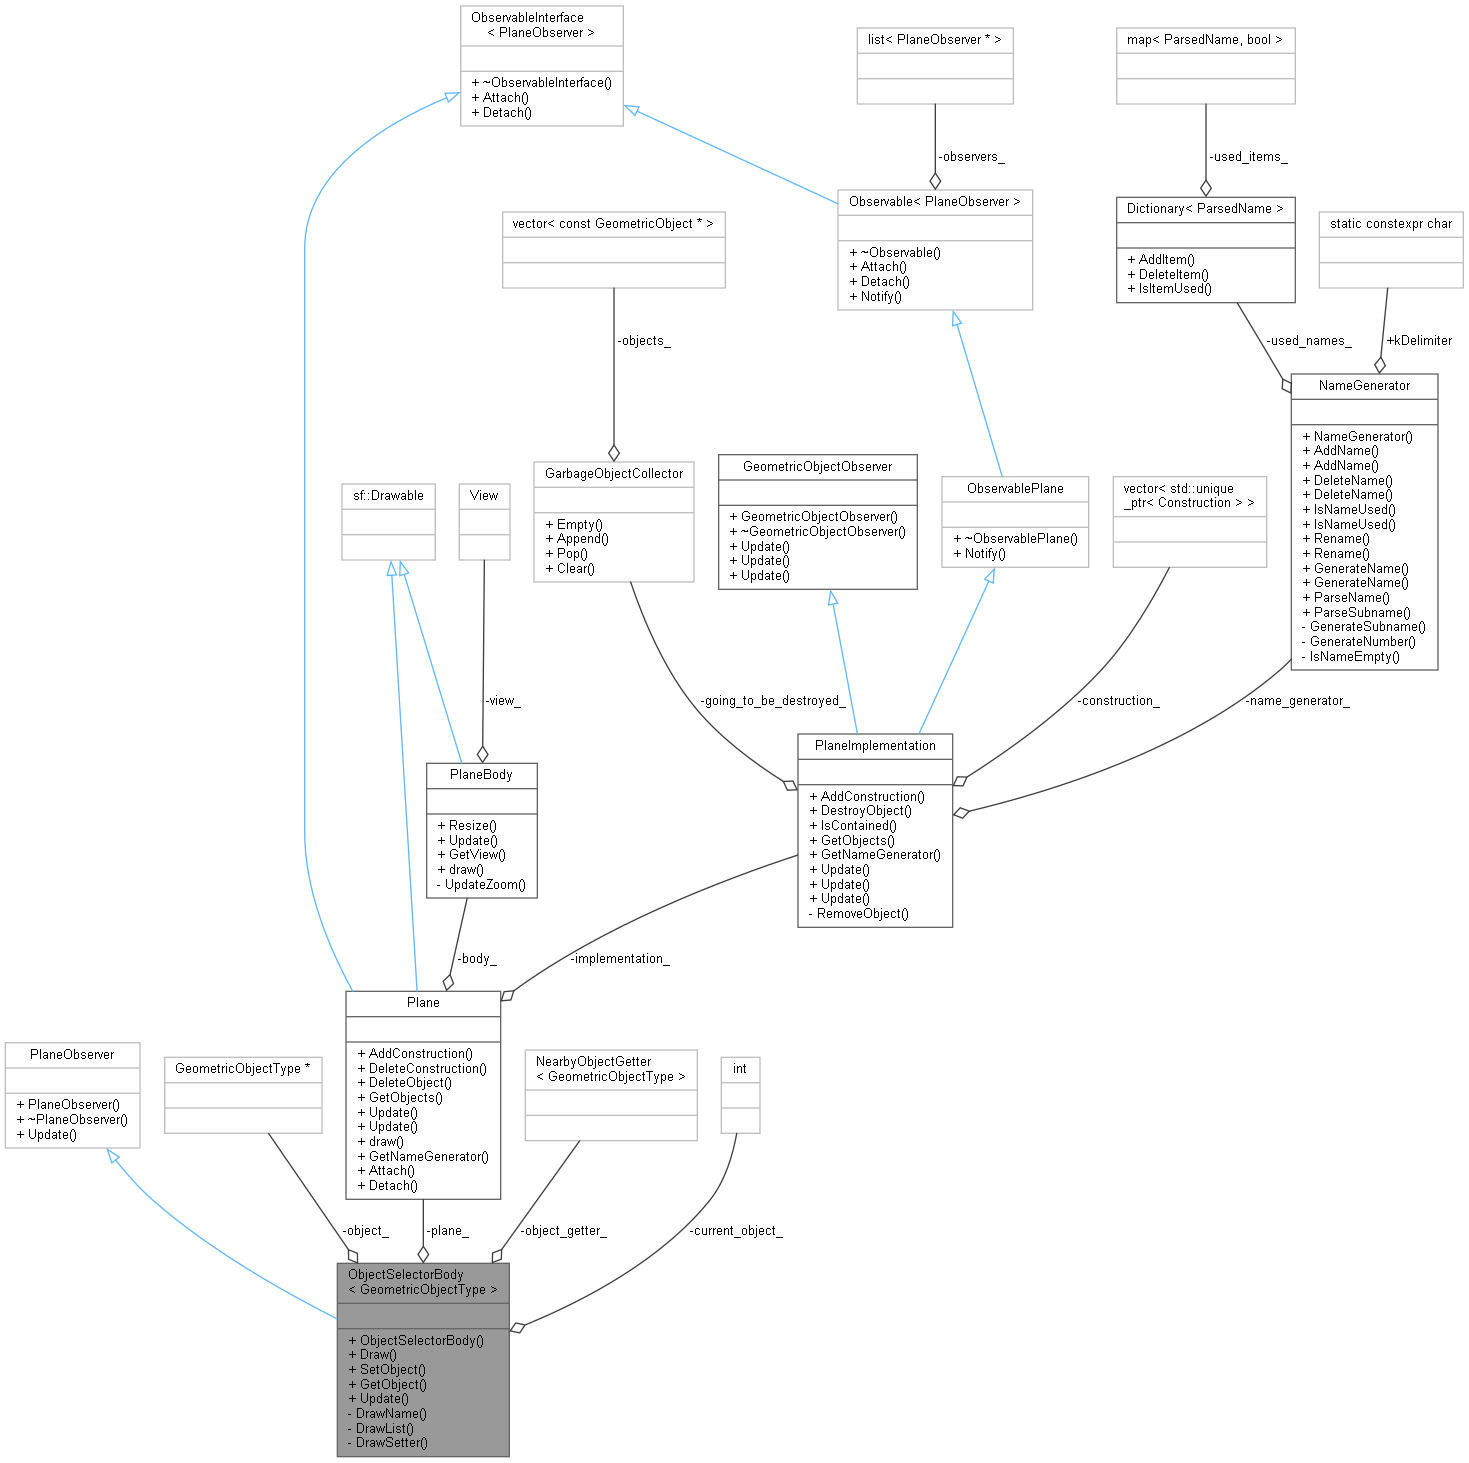 ObservableInterface
< PlaneObserver >
+ ~ObservableInterface()
+ Attach()
+ Detach()
list< PlaneObserver * >
map< ParsedName, bool >
-observers_
-used_items_
vector< const GeometricObject * >
Observable< PlaneObserver >
+ ~Observable()
+ Attach()
+ Detach()
+ Notify()
Dictionary< ParsedName >
+ AddItem()
+ DeleteItem()
+ IsItemUsed()
static constexpr char
-objects_
-used_names_
+kDelimiter
sf::Drawable
View
GarbageObjectCollector
+ Empty()
+ Append()
+ Pop()
+ Clear()
GeometricObjectObserver
+ GeometricObjectObserver()
+ ~GeometricObjectObserver()
+ Update()
+ Update()
+ Update()
ObservablePlane
+ ~ObservablePlane()
+ Notify()
vector< std::unique
_ptr< Construction > >
NameGenerator
+ NameGenerator()
+ AddName()
+ AddName()
+ DeleteName()
+ DeleteName()
+ IsNameUsed()
+ IsNameUsed()
+ Rename()
+ Rename()
+ GenerateName()
+ GenerateName()
+ ParseName()
+ ParseSubname()
- GenerateSubname()
- GenerateNumber()
- IsNameEmpty()
-view_
-going_to_be_destroyed_
-construction_
-name_generator_
PlaneBody
+ Resize()
+ Update()
+ GetView()
+ draw()
- UpdateZoom()
PlaneImplementation
+ AddConstruction()
+ DestroyObject()
+ IsContained()
+ GetObjects()
+ GetNameGenerator()
+ Update()
+ Update()
+ Update()
- RemoveObject()
-body_
-implementation_
PlaneObserver
+ PlaneObserver()
+ ~PlaneObserver()
+ Update()
GeometricObjectType *
Plane
+ AddConstruction()
+ DeleteConstruction()
+ DeleteObject()
+ GetObjects()
+ Update()
+ Update()
+ draw()
+ GetNameGenerator()
+ Attach()
+ Detach()
NearbyObjectGetter
< GeometricObjectType >
int
-object_
-plane_
-object_getter_
-current_object_
ObjectSelectorBody
< GeometricObjectType >
+ ObjectSelectorBody()
+ Draw()
+ SetObject()
+ GetObject()
+ Update()
- DrawName()
- DrawList()
- DrawSetter()